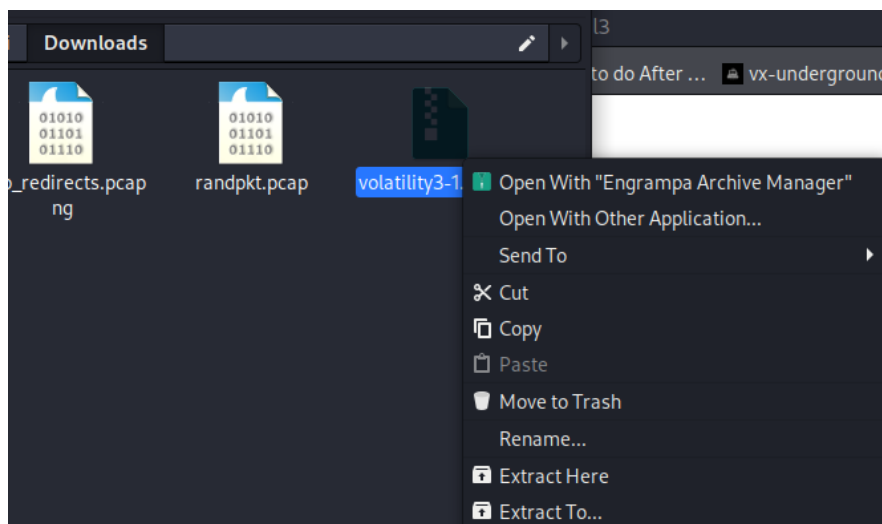 Downloads
l3
to do After ...
vx-underground
01010
01101
01110
01010
01101
01110
o_redirects.pcap
ng
randpkt.pcap
volatility3-1.
Open With "Engrampa Archive Manager"
Open With Other Application...
Send To
Cut
Copy
Paste
Move to Trash
Rename...
Extract Here
Extract To...